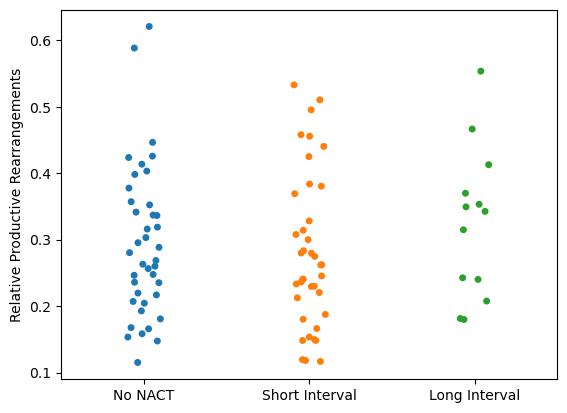 Relative Productive Rearrangements
0.6
0.5
0.4
0.3
0.2
0.1
No NACT
Short Interval
Long Interval